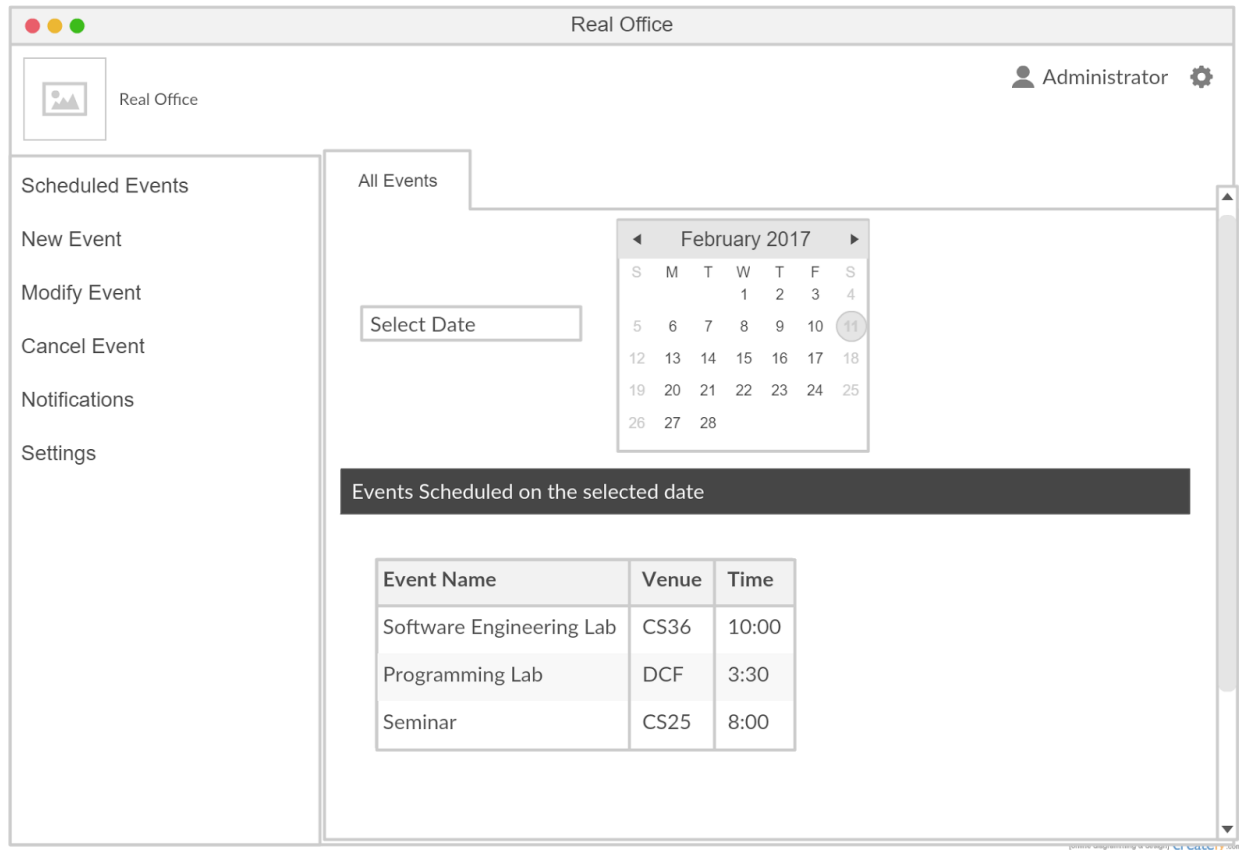 Real Office
Real Office
Administrator
Scheduled Events
New Event
Modify Event
Cancel Event
Notifications
Settings
All Events
Select Date
February 2017
S M T W T F S
1 2 3 4
5 6 7 8 9 10 11
12 13 14 15 16 17 18
19 20 21 22 23 24 25
26 27 28
Events Scheduled on the selected date
Event Name Venue Time
Software Engineering Lab CS36 10:00
Programming Lab DCF 3:30
Seminar CS25 8:00